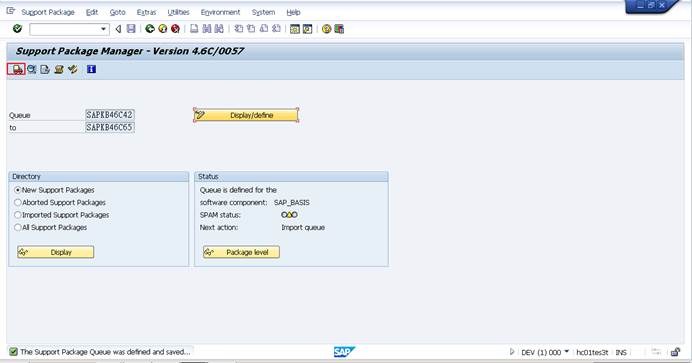 Support Package Edit Goto Extras Utilities Environment System Help
Support Package Manager - Version 4.6C/0057
Queue SAPKB46C42 Display/define
to SAPKB46C65
Directory Status
New Support Packages Queue is defined for the
Aborted Support Packages software component: SAP_BASIS
Imported Support Packages SPAM status:
All Support Packages Next action: Import queue
Display Package level
The Support Package Queue was defined and saved... SAP DEV (1) 000 hc01tes3t INS